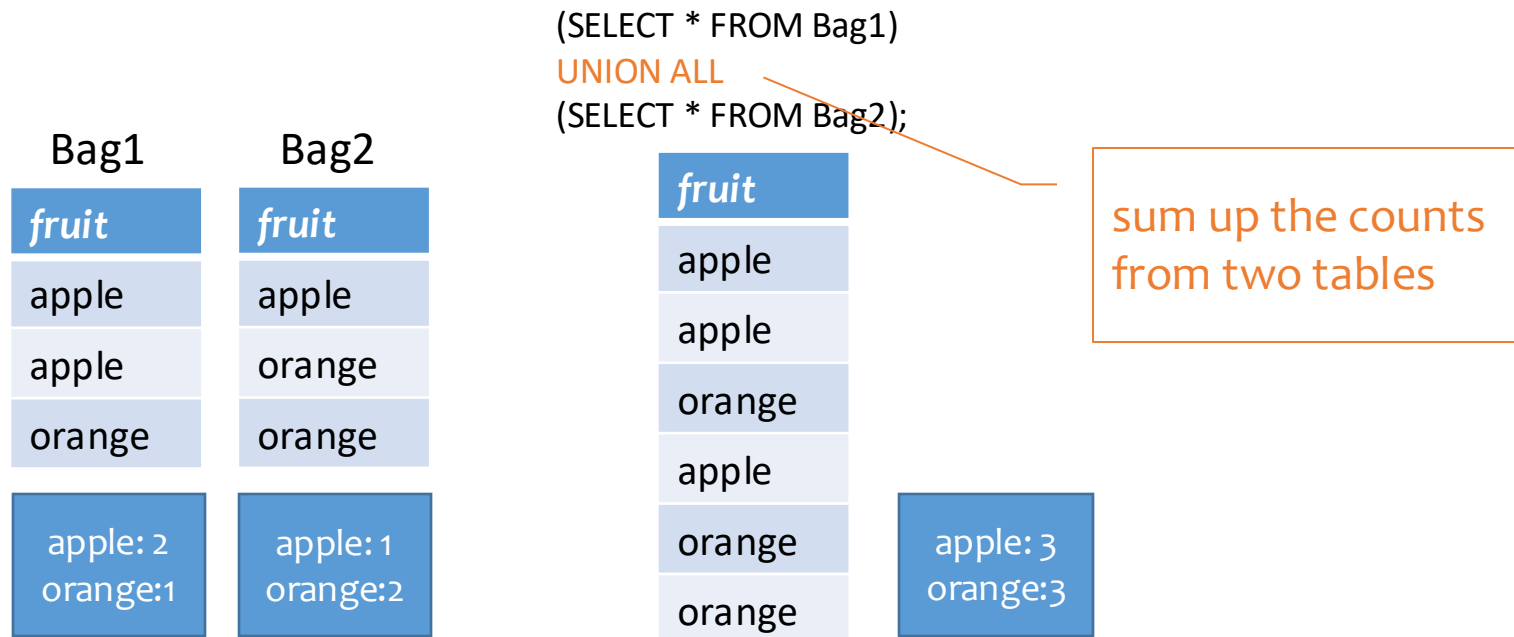 (SELECT * FROM Bag1)
UNION ALL
(SELECT * FROM Bag2);
Bag1
fruit
apple
apple
orange
apple: 2
orange:1
Bag2
fruit
apple
orange
orange
apple: 1
orange:2
fruit
apple
apple
orange
apple
orange
orange
apple: 3
orange:3
sum up the counts
from two tables